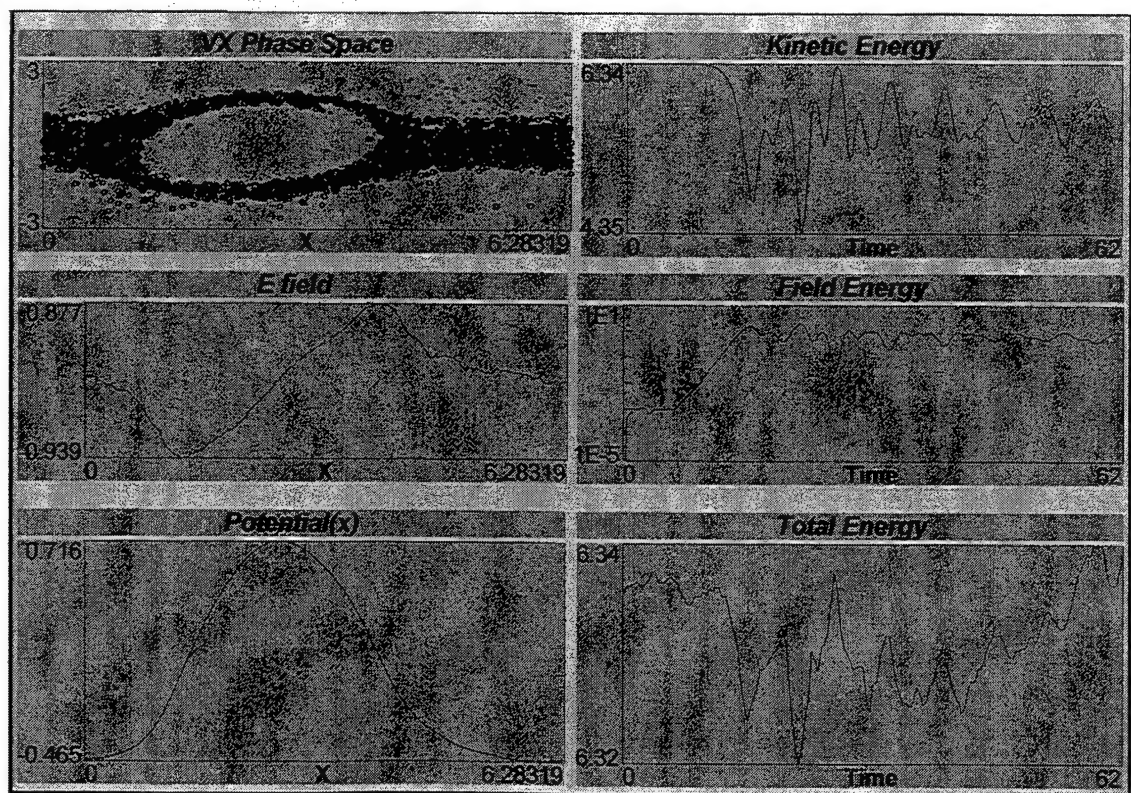 VX Phase Space
3
-3
0
X
6.28319
Kinetic Energy
6.34
4.35
0
Time
62
E field
0.877
-0.939
0
X
6.28319
Field Energy
1E1
1E-5
0
Time
62
Potential(x)
0.716
-0.465
0
X
6.28319
Total Energy
6.34
6.32
0
Time
62